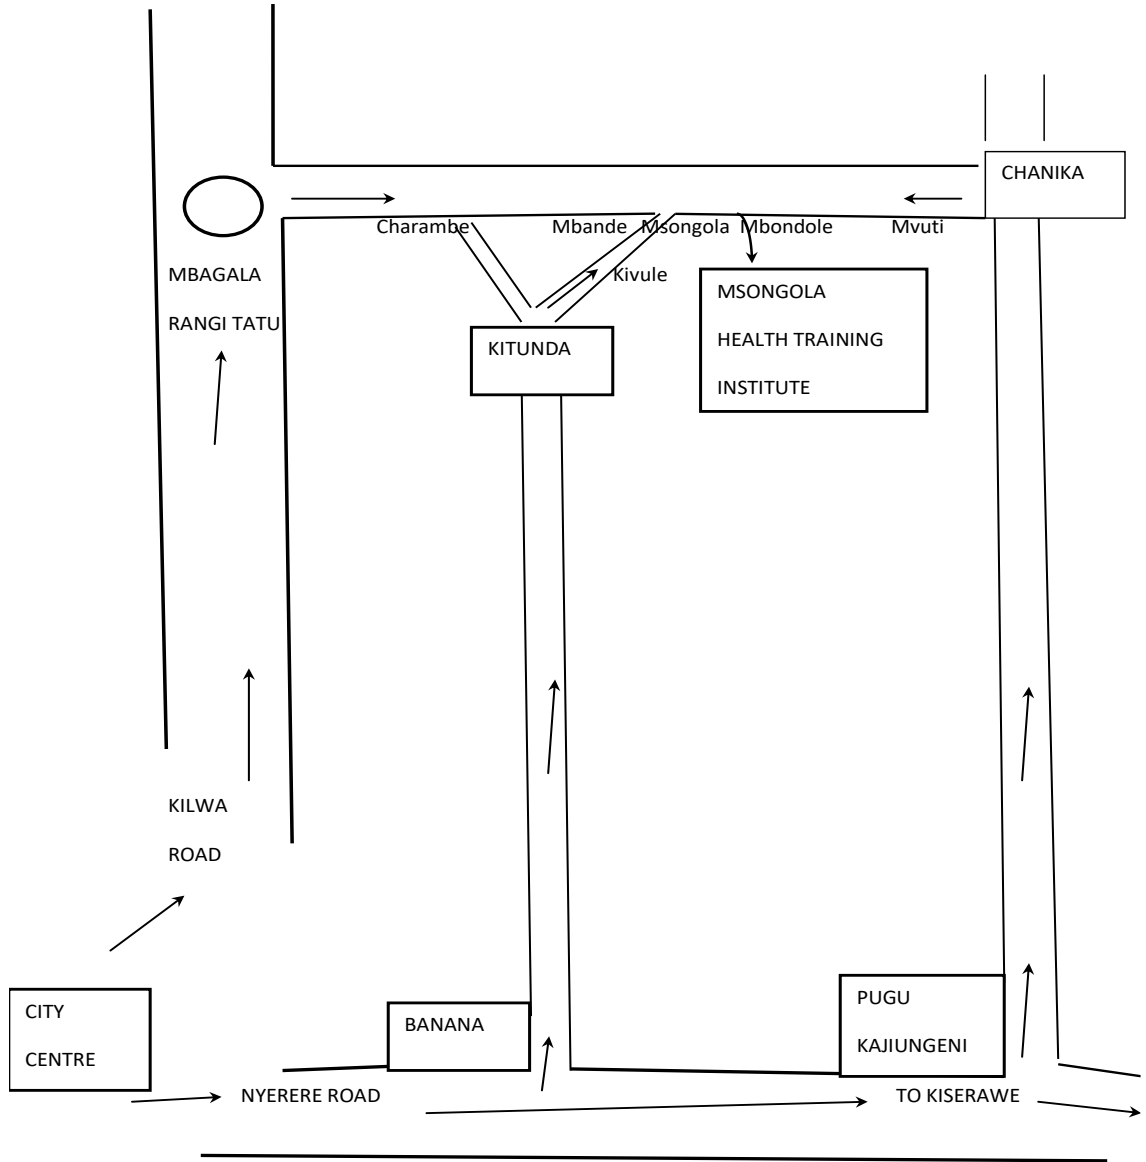 CHANIKA
Charambe Mbande Msongola Mbondole Mvuti
MBAGALA
RANGI TATU
Kivule
MSONGOLA
HEALTH TRAINING
INSTITUTE
KITUNDA
KILWA
ROAD
CITY
CENTRE
BANANA
PUGU
KAJIUNGENI
NYERERE ROAD
TO KISERAWE